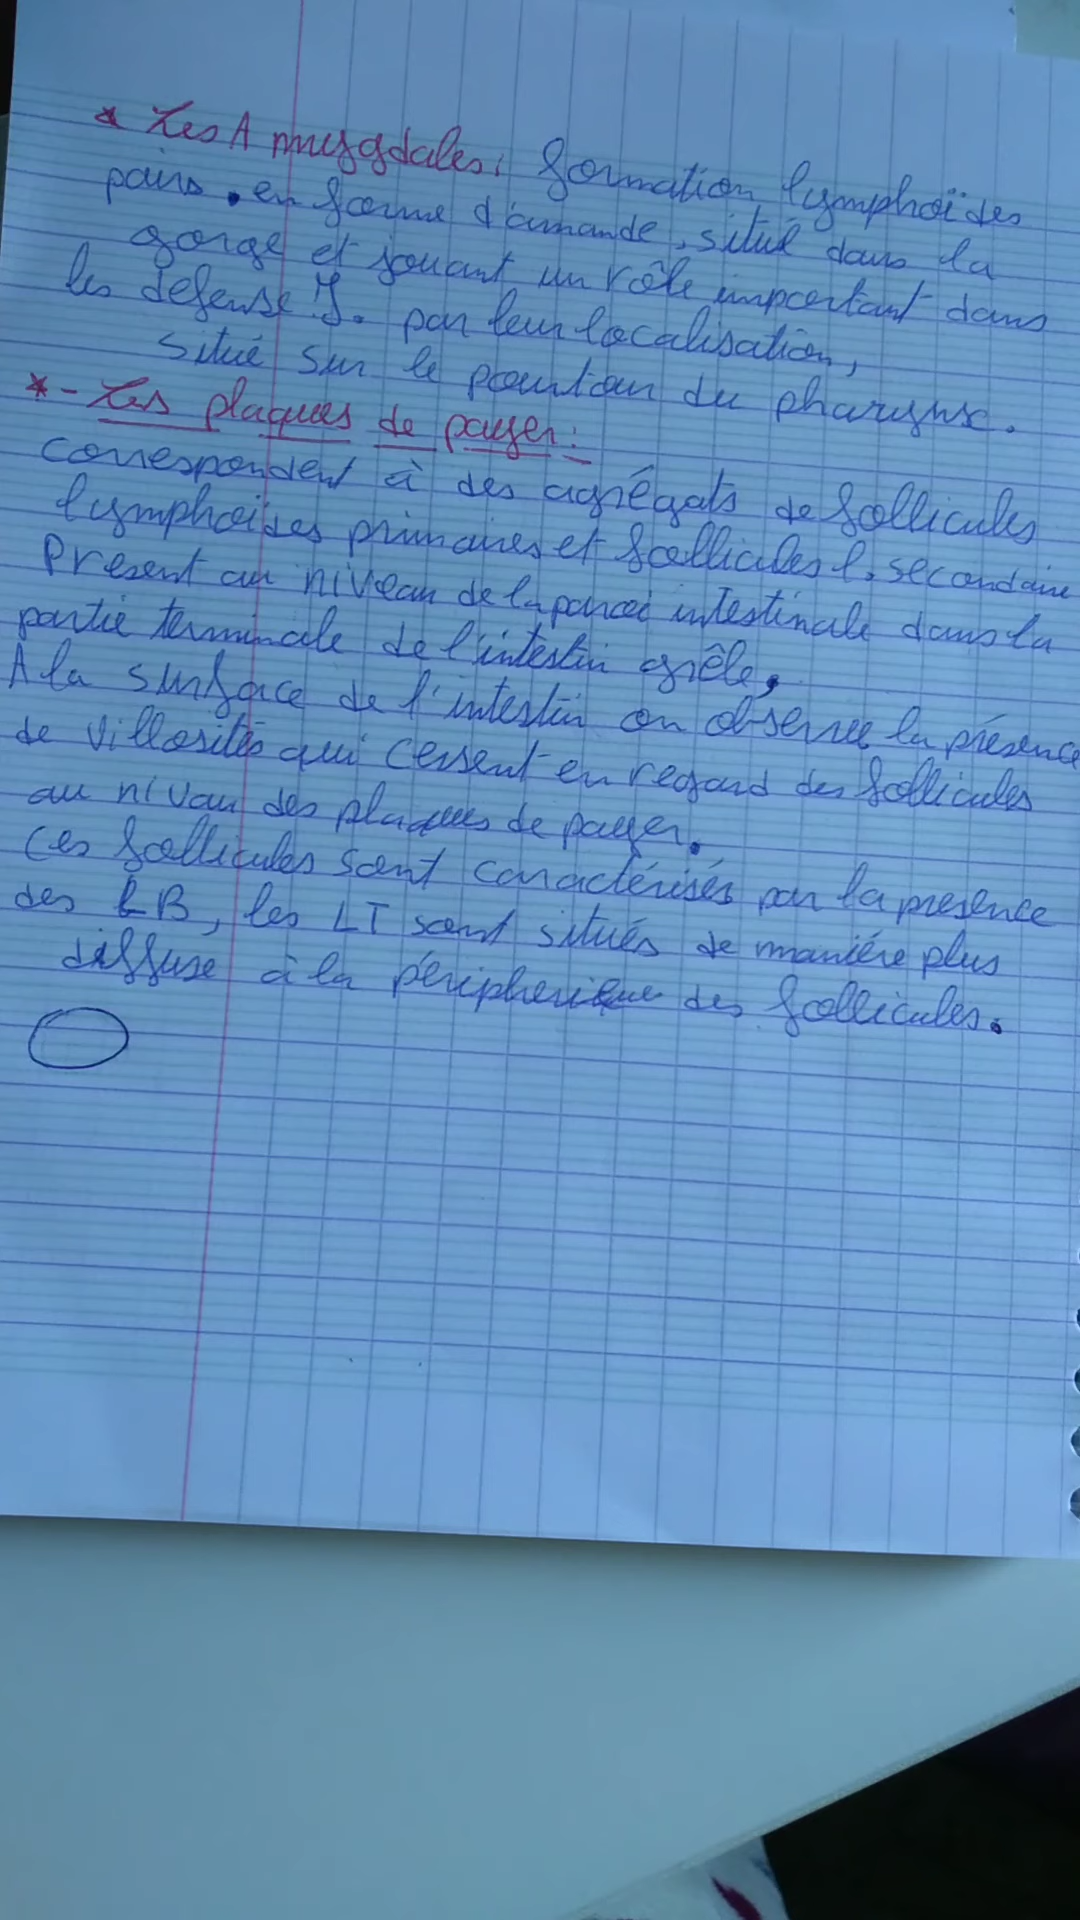 * Les Amygdales: formation lymphoïdes
pairs, en forme d'amande, situé dans la
gorge et jouant un rôle important dans
les defense I. par leur localisation,
situé sur le pourtour du pharynx.
*- Les plaques de payer:
correspondent à des agrégats de follicules
lymphoïdes primaires et follicules l. secondaire
Présent au niveau de la paroi intestinale dans la
partie terminale de l'intestin grêle,
A la surface de l'intestin on observe la présence
de villosités qui cessent en regard des follicules
au nivau des plaques de payer.
Ces follicules sont caractérisés par la presence
des LB, les LT sont situés de manière plus
diffuse à la péripherique des follicules.